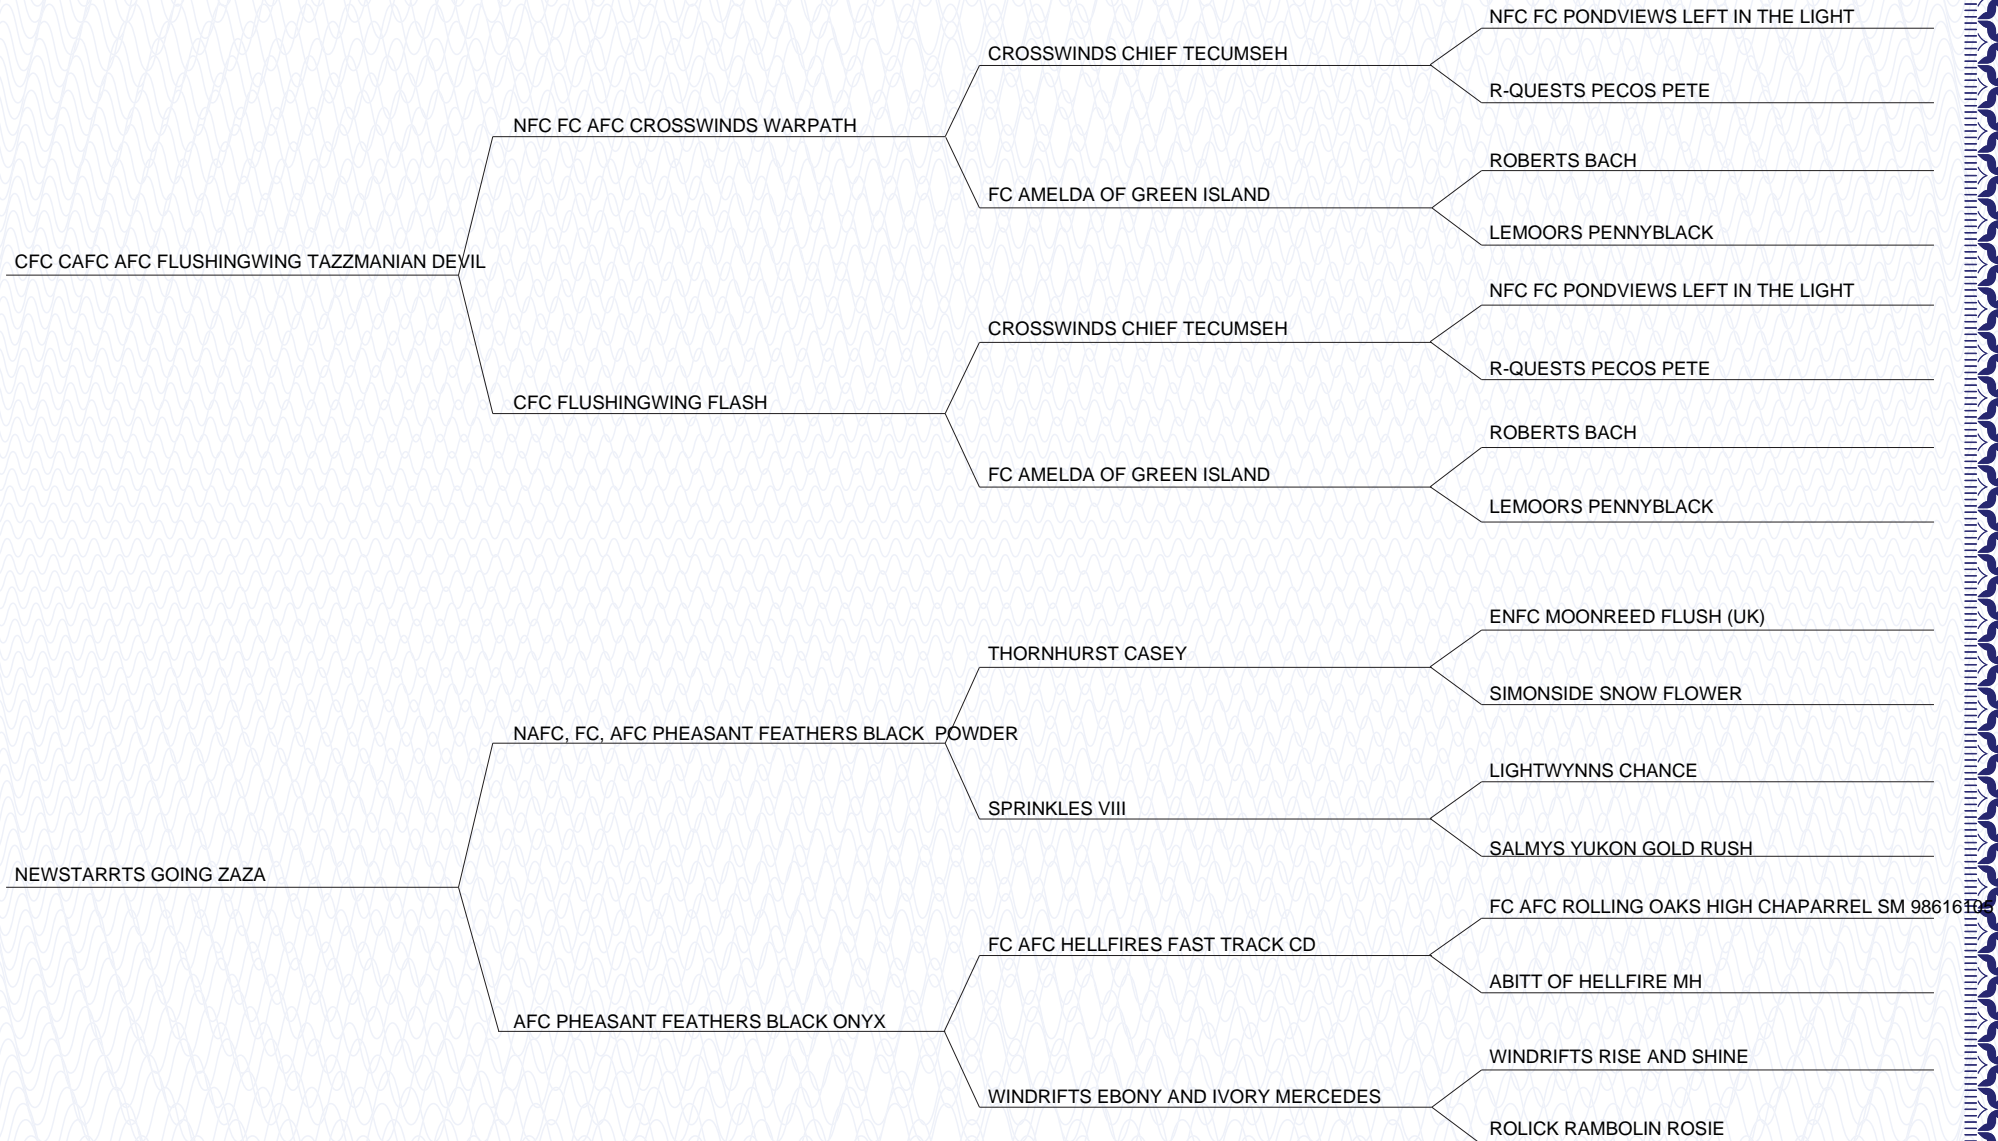 NFC FC PONDVIEWS LEFT IN THE LIGHT
CROSSWINDS CHIEF TECUMSEH
R-QUESTS PECOS PETE
NFC FC AFC CROSSWINDS WARPATH
ROBERTS BACH
FC AMELDA OF GREEN ISLAND
LEMOORS PENNYBLACK
CFC CAFC AFC FLUSHINGWING TAZZMANIAN DEVIL
NFC FC PONDVIEWS LEFT IN THE LIGHT
CROSSWINDS CHIEF TECUMSEH
R-QUESTS PECOS PETE
CFC FLUSHINGWING FLASH
ROBERTS BACH
FC AMELDA OF GREEN ISLAND
LEMOORS PENNYBLACK
ENFC MOONREED FLUSH (UK)
THORNHURST CASEY
SIMONSIDE SNOW FLOWER
NAFC, FC, AFC PHEASANT FEATHERS BLACK  POWDER
LIGHTWYNNS CHANCE
SPRINKLES VIII
SALMYS YUKON GOLD RUSH
NEWSTARRTS GOING ZAZA
FC AFC ROLLING OAKS HIGH CHAPARREL SM 98616105
FC AFC HELLFIRES FAST TRACK CD
ABITT OF HELLFIRE MH
AFC PHEASANT FEATHERS BLACK ONYX
WINDRIFTS RISE AND SHINE
WINDRIFTS EBONY AND IVORY MERCEDES
ROLICK RAMBOLIN ROSIE